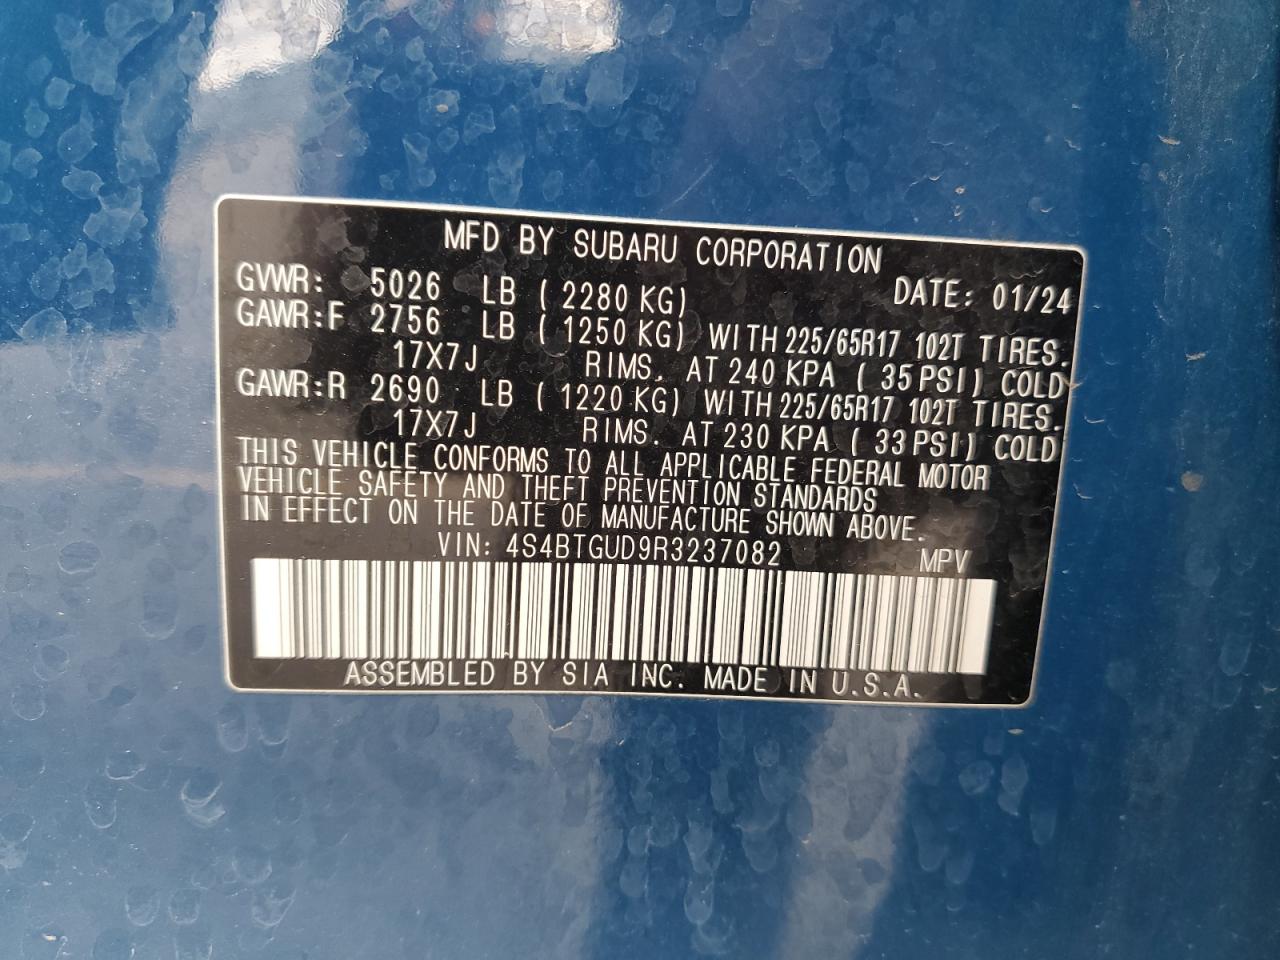 MFD BY SUBARU CORPORATION
GVWR: 5026 LB (2280 KG) DATE: 01/24
GAWR:F 2756 LB (1250 KG) WITH 225/65R17 102T TIRES.
17X7J RIMS. AT 240 KPA (35 PSI) COLD
GAWR:R 2690 LB (1220 KG) WITH 225/65R17 102T TIRES.
17X7J RIMS. AT 230 KPA (33 PSI) COLD
THIS VEHICLE CONFORMS TO ALL APPLICABLE FEDERAL MOTOR
VEHICLE SAFETY AND THEFT PREVENTION STANDARDS
IN EFFECT ON THE DATE OF MANUFACTURE SHOWN ABOVE.
VIN: 4S4BTGUD9R3237082 MPV
ASSEMBLED BY SIA INC. MADE IN U.S.A.